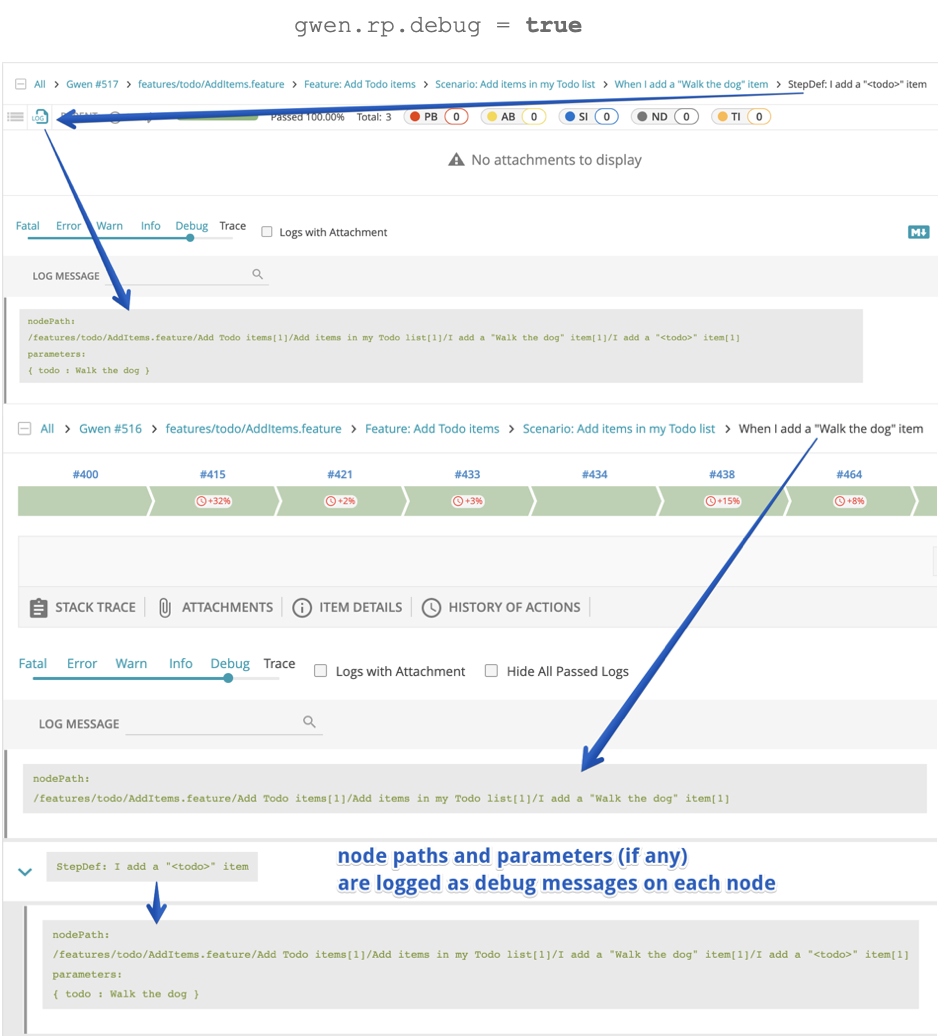 gwen.rp.debug = true
All > Gwen #517 > features/todo/AddItems.feature > Feature: Add Todo items > Scenario: Add items in my Todo list > When I add a "Walk the dog" item > StepDef: I add a "<todo>" item
LOG Passed 100.00% Total: 3 PB 0 AB 0 SI 0 ND 0 TI 0
No attachments to display
Fatal Error Warn Info Debug Trace Logs with Attachment M
LOG MESSAGE
nodePath:
/features/todo/AddItems.feature/Add Todo items[1]/Add items in my Todo list[1]/I add a "Walk the dog" item[1]/I add a "<todo>" item[1]
parameters:
{ todo : Walk the dog }
All > Gwen #516 > features/todo/AddItems.feature > Feature: Add Todo items > Scenario: Add items in my Todo list > When I add a "Walk the dog" item
#400 #415 #421 #433 #434 #438 #464
+32% +2% +3% +15% +8%
STACK TRACE ATTACHMENTS ITEM DETAILS HISTORY OF ACTIONS
Fatal Error Warn Info Debug Trace Logs with Attachment Hide All Passed Logs
LOG MESSAGE
nodePath:
/features/todo/AddItems.feature/Add Todo items[1]/Add items in my Todo list[1]/I add a "Walk the dog" item[1]
StepDef: I add a "<todo>" item
node paths and parameters (if any)
are logged as debug messages on each node
nodePath:
/features/todo/AddItems.feature/Add Todo items[1]/Add items in my Todo list[1]/I add a "Walk the dog" item[1]/I add a "<todo>" item[1]
parameters:
{ todo : Walk the dog }